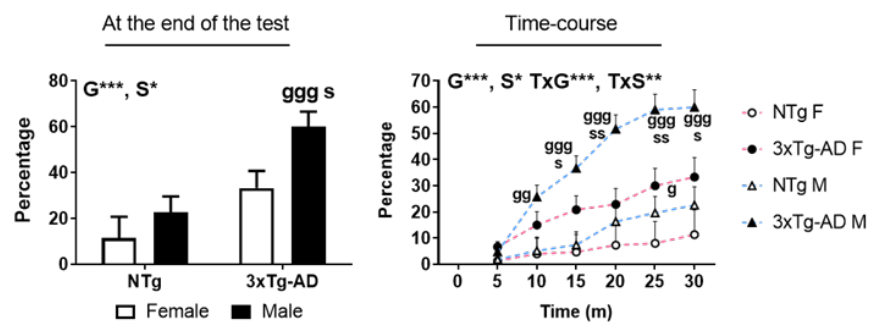 At the end of the test
G***, S*
ggg s
Percentage
80
60
40
20
0
NTg
3xTg-AD
Female
Male
Time-course
G***, S* TxG***, TxS**
Percentage
70
60
50
40
30
20
10
0
gg
ggg
s
ggg
ss
ggg
ss
g
ggg
s
0 5 10 15 20 25 30
Time (m)
NTg F
3xTg-AD F
NTg M
3xTg-AD M